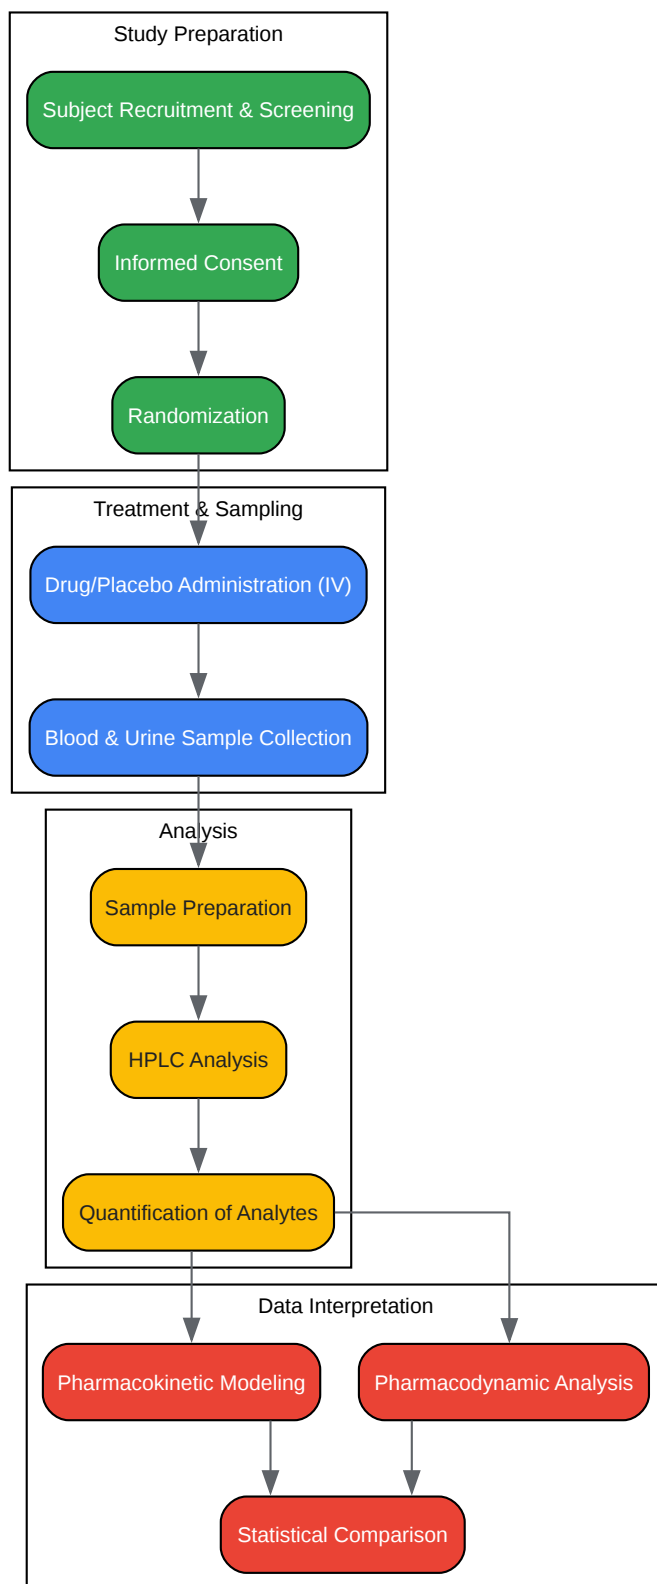 Study Preparation
Subject Recruitment & Screening
Informed Consent
Randomization
Treatment & Sampling
Drug/Placebo Administration (IV)
Blood & Urine Sample Collection
Analysis
Sample Preparation
HPLC Analysis
Quantification of Analytes
Data Interpretation
Pharmacokinetic Modeling
Pharmacodynamic Analysis
Statistical Comparison